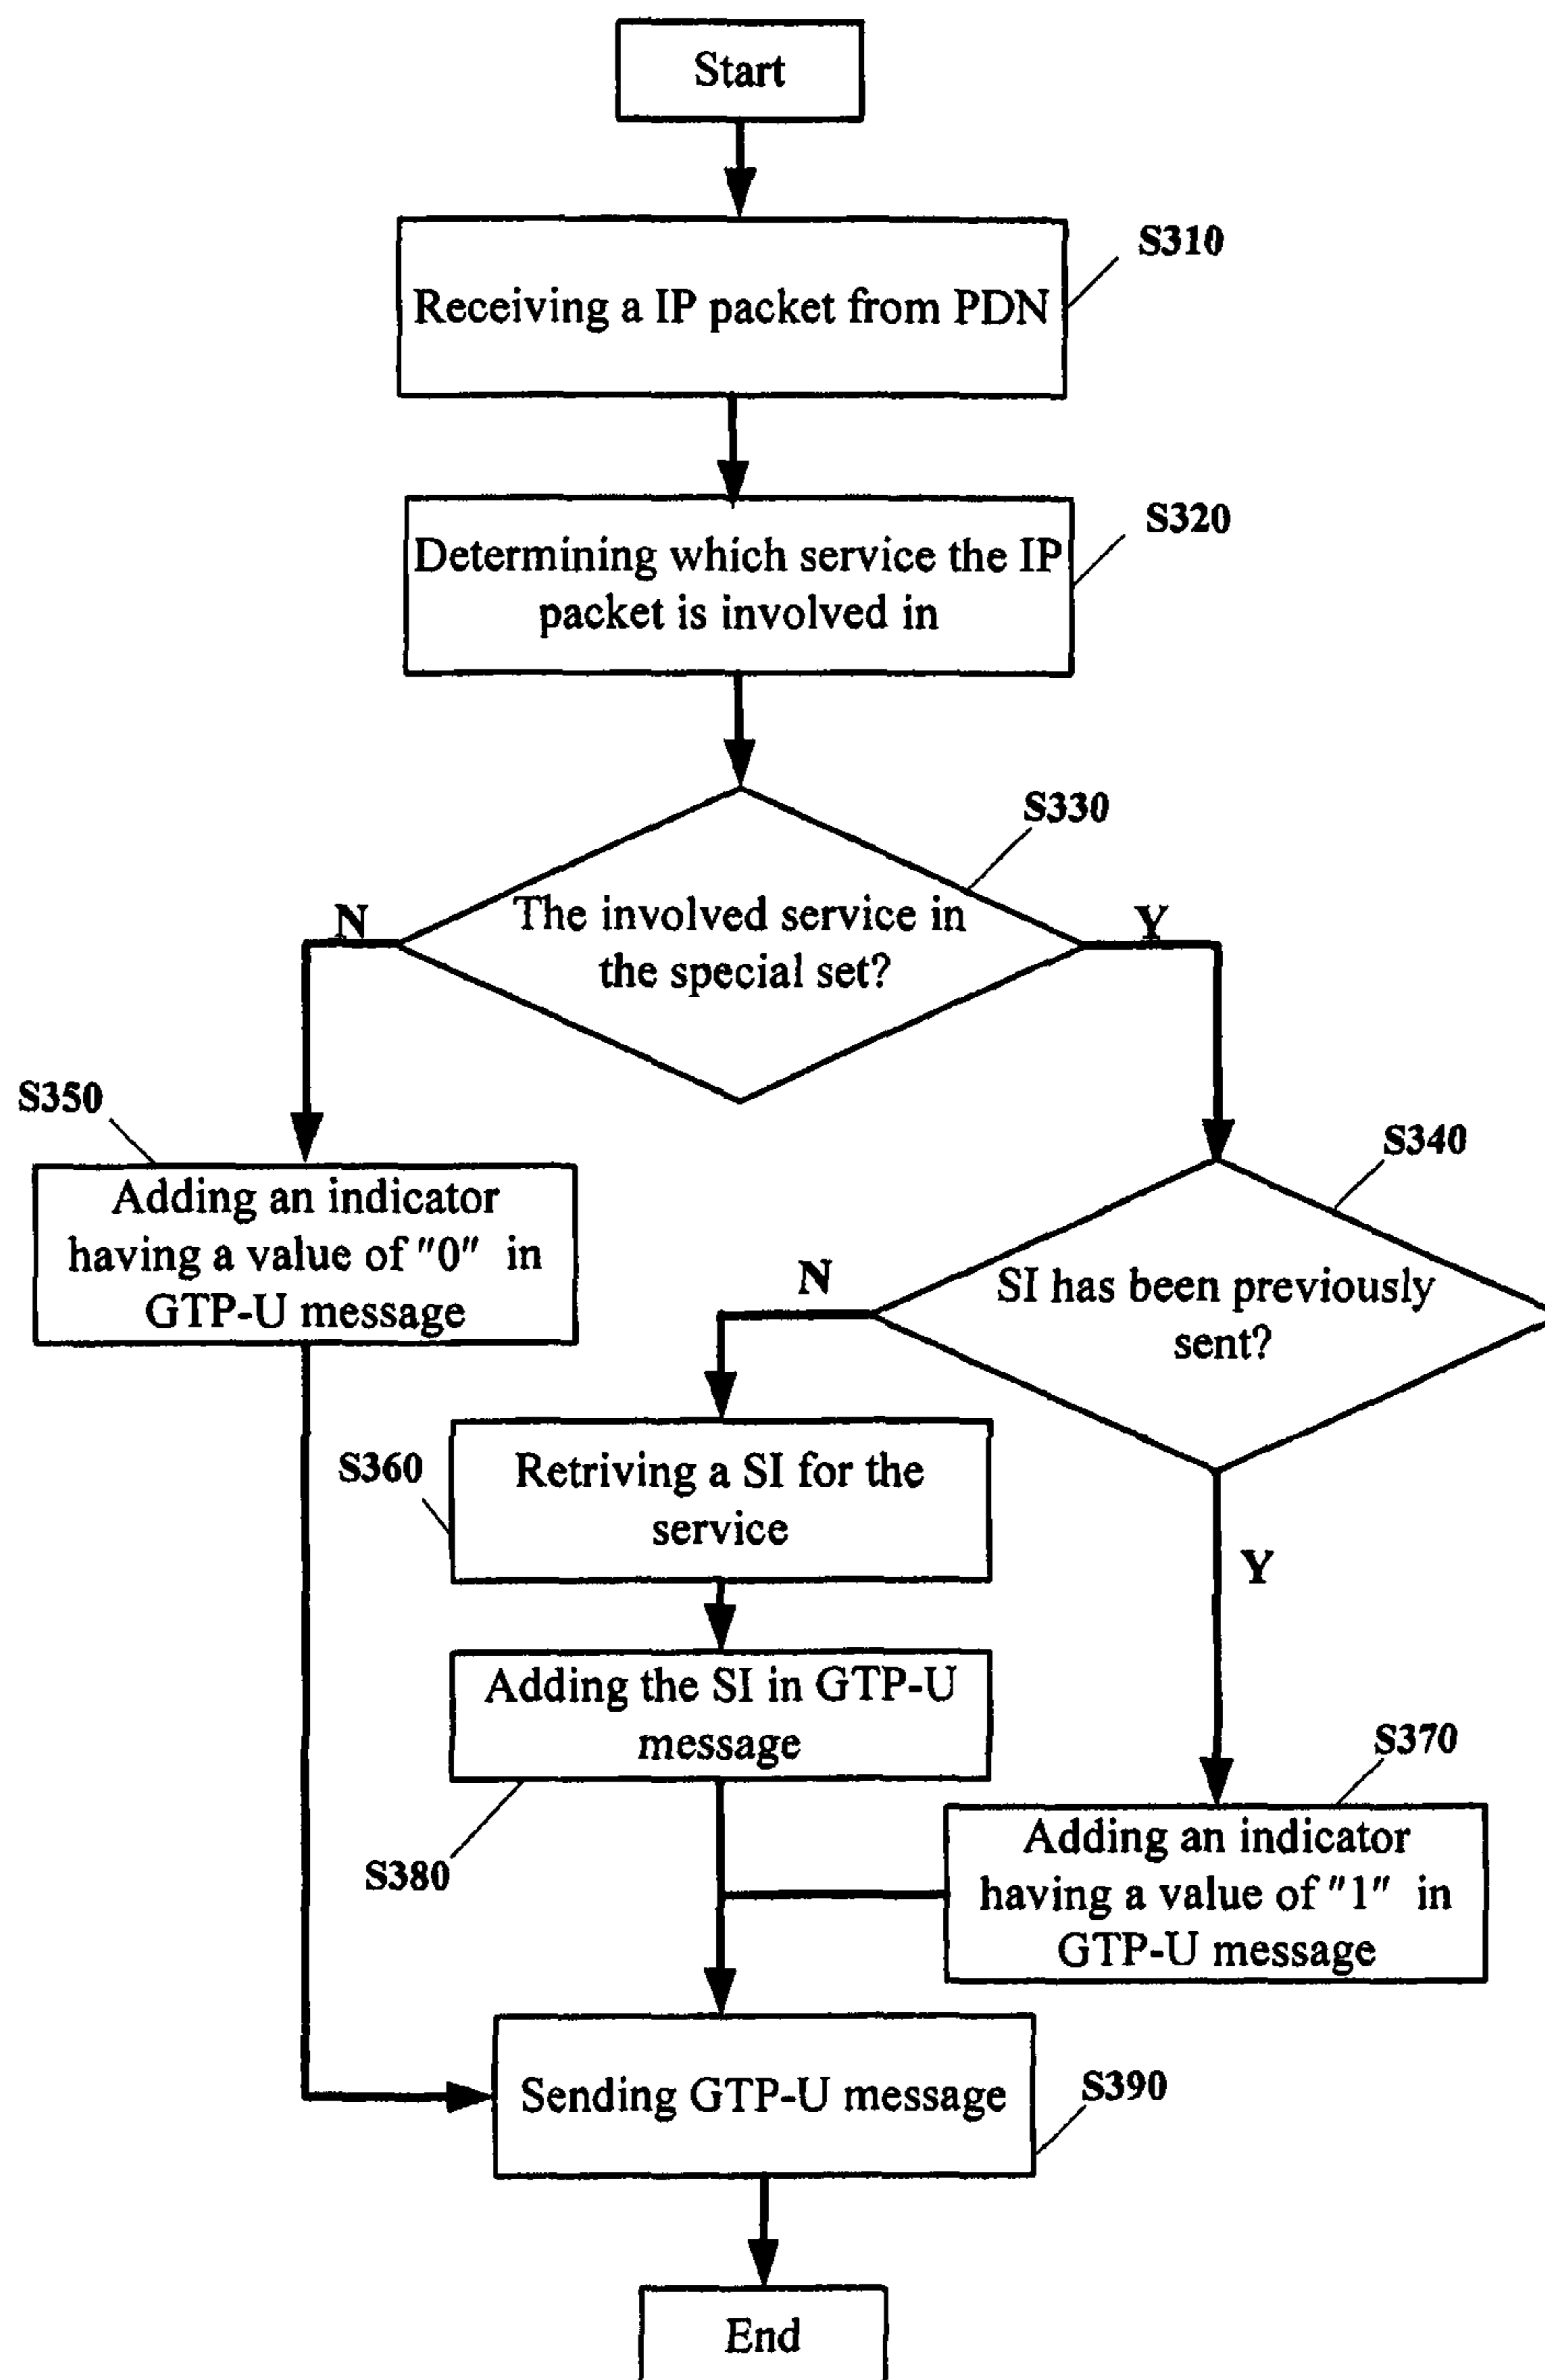 Start
S310
Receiving a IP packet from PDN
S320
Determining which service the IP
packet is involved in
S330
N
The involved service in
the special set?
Y
S350
Adding an indicator
having a value of "0" in
GTP-U message
S340
N
SI has been previously
sent?
S360
Retriving a SI for the
service
Y
Adding the SI in GTP-U
message
S370
S380
Adding an indicator
having a value of "1" in
GTP-U message
Sending GTP-U message
S390
End